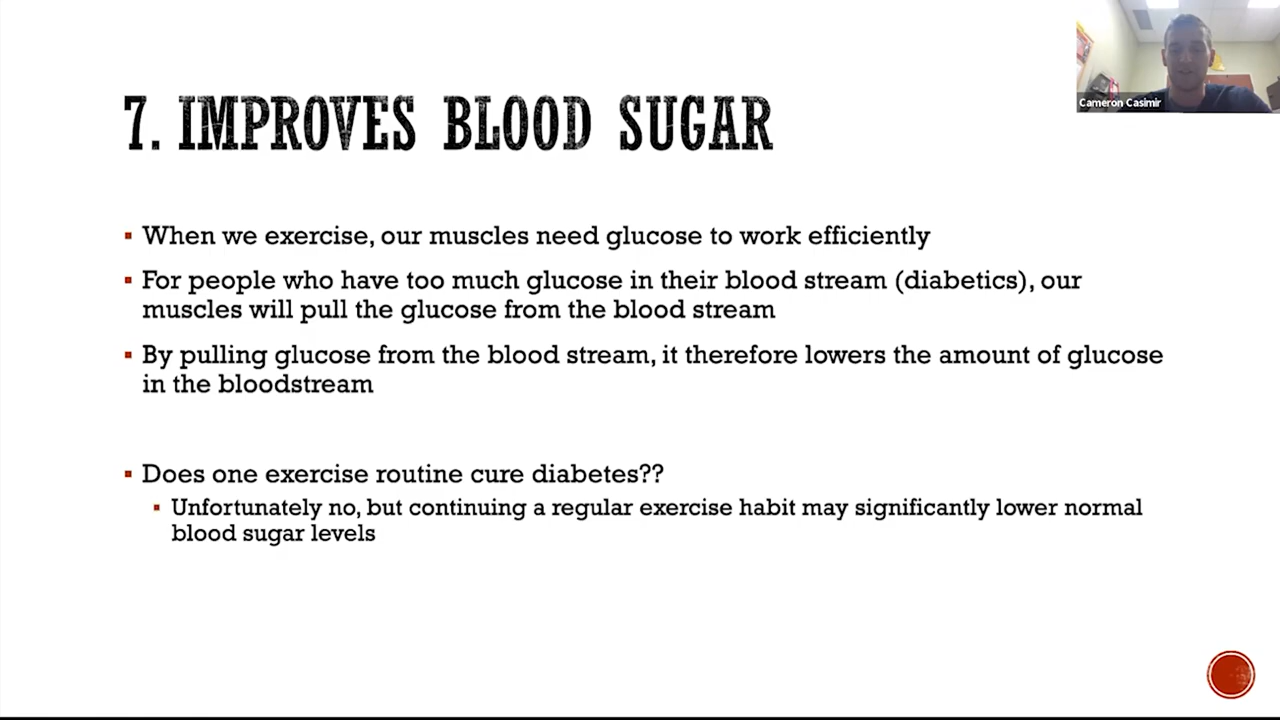 Cameron Casimir
7. IMPROVES BLOOD SUGAR
When we exercise, our muscles need glucose to work efficiently
For people who have too much glucose in their blood stream (diabetics), our
muscles will pull the glucose from the blood stream
By pulling glucose from the blood stream, it therefore lowers the amount of glucose
in the bloodstream
Does one exercise routine cure diabetes??
Unfortunately no, but continuing a regular exercise habit may significantly lower normal
blood sugar levels